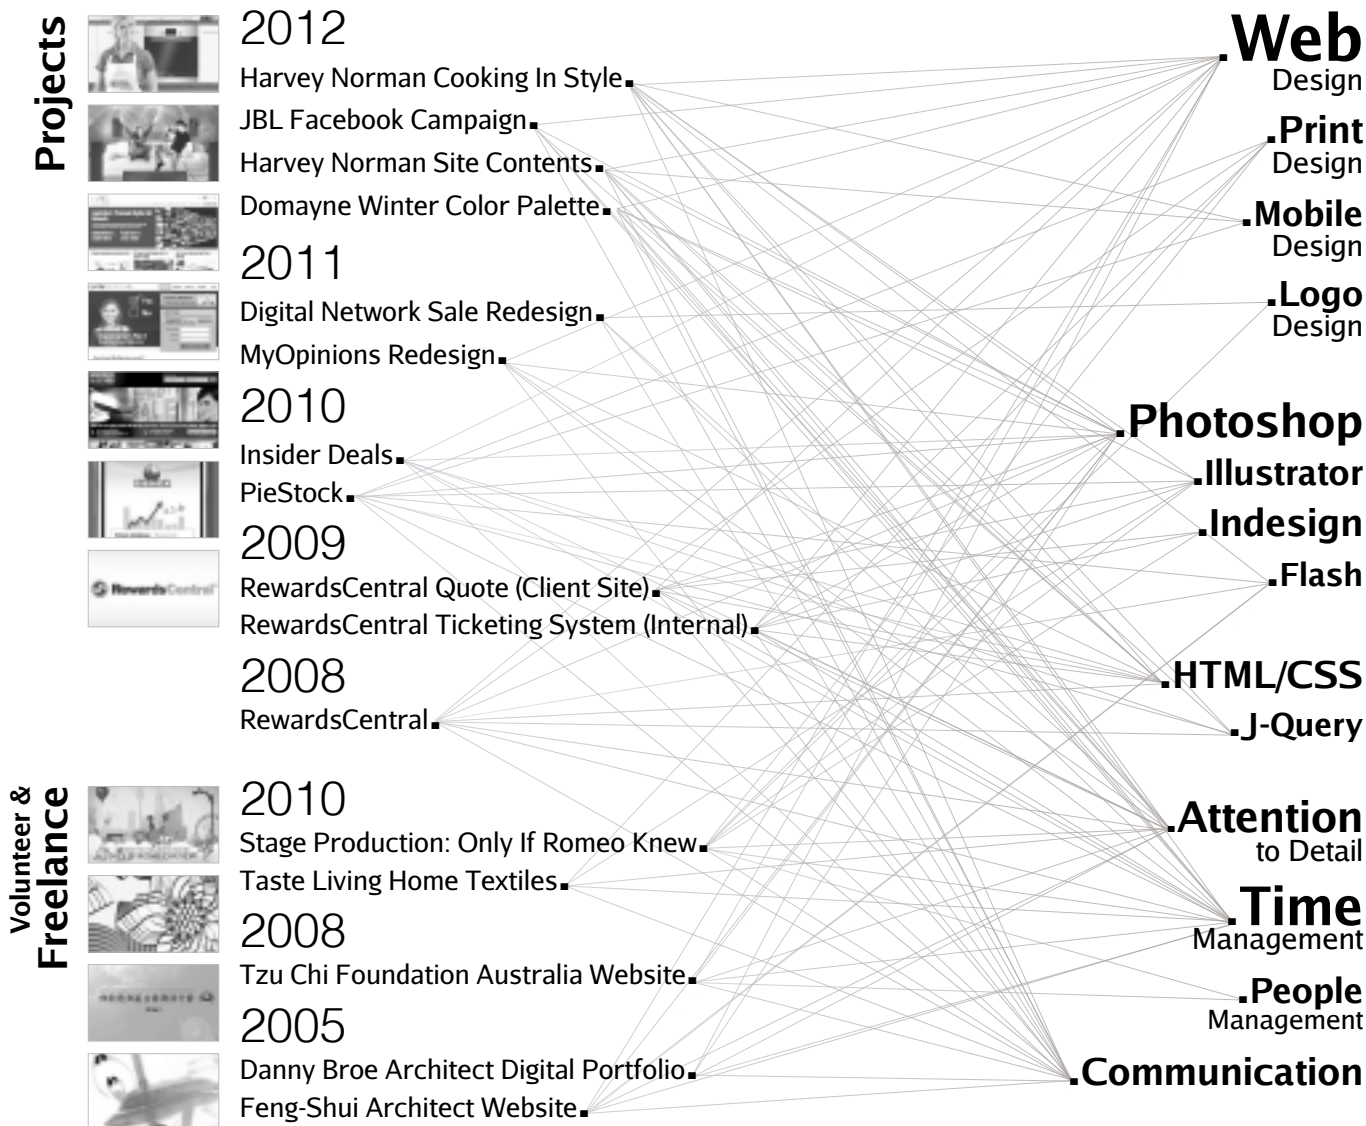 Projects
2012
Harvey Norman Cooking In Style
JBL Facebook Campaign
Harvey Norman Site Contents
Domayne Winter Color Palette
2011
Digital Network Sale Redesign
MyOpinions Redesign
2010
Insider Deals
PieStock
2009
RewardsCentral Quote (Client Site)
RewardsCentral Ticketing System (Internal)
2008
RewardsCentral
RewardsCentral
Volunteer &
Freelance
2010
Stage Production: Only If Romeo Knew
Taste Living Home Textiles
2008
Tzu Chi Foundation Australia Website
2005
Danny Broe Architect Digital Portfolio
Feng-Shui Architect Website
.Web
Design
.Print
Design
.Mobile
Design
.Logo
Design
.Photoshop
.Illustrator
.Indesign
.Flash
.HTML/CSS
.J-Query
.Attention
to Detail
.Time
Management
.People
Management
.Communication